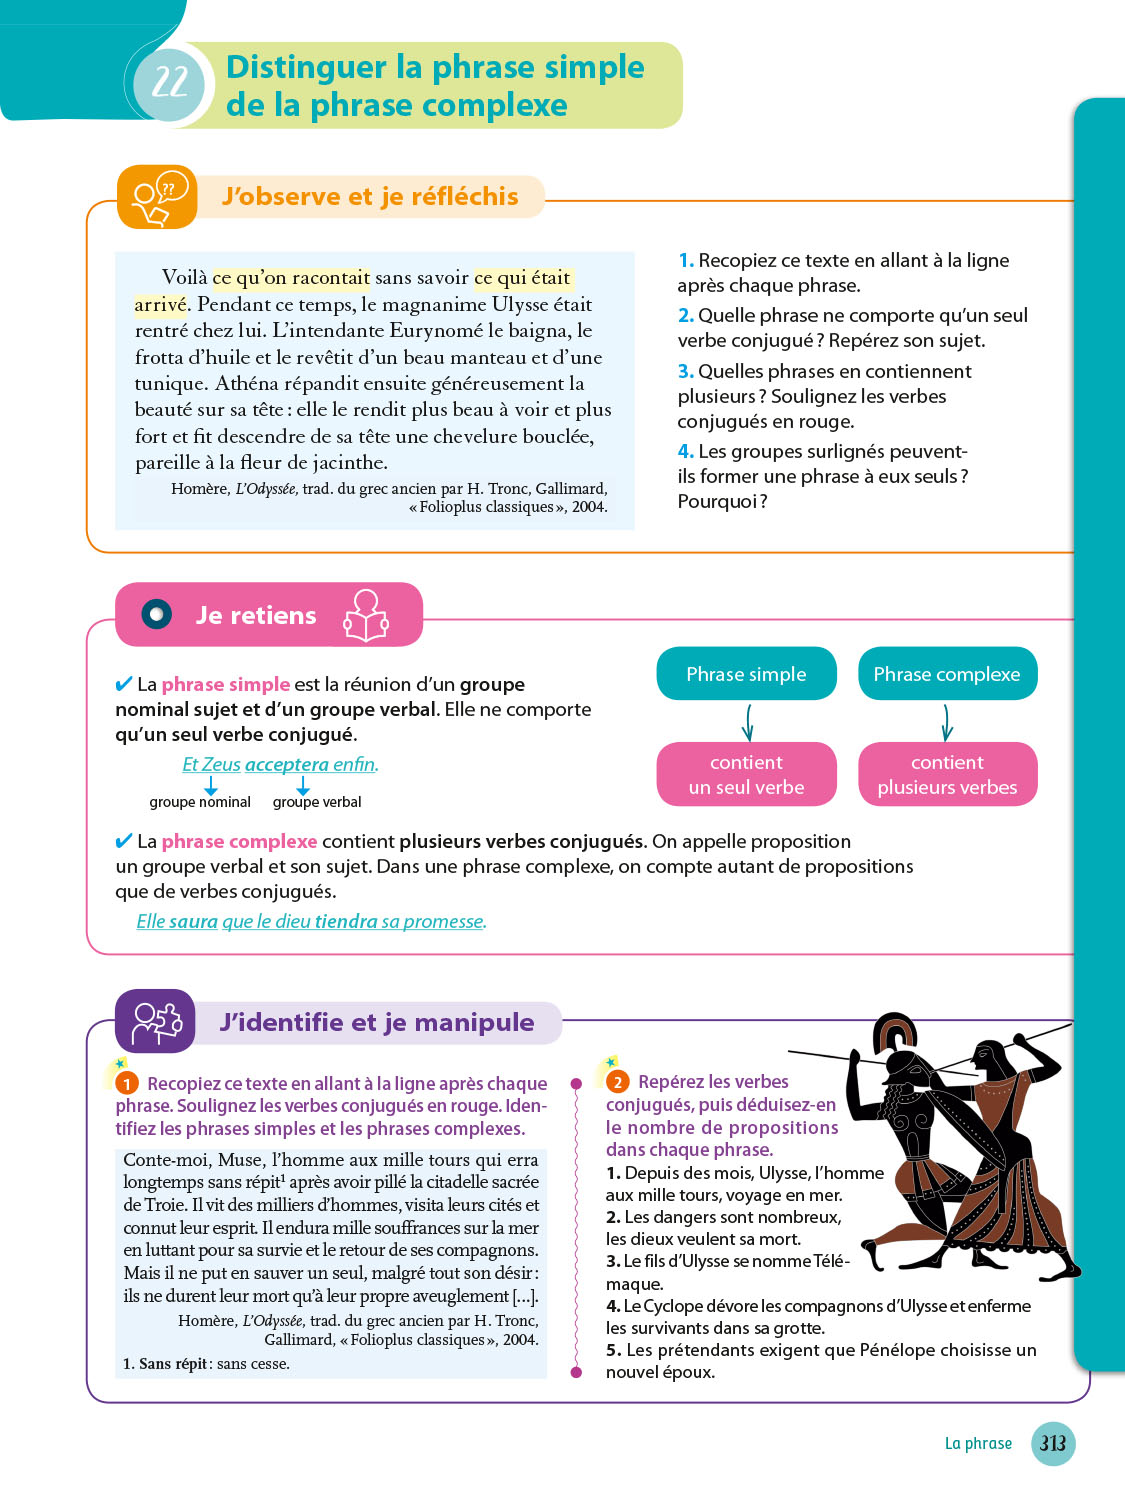 22
Distinguer la phrase simple
de la phrase complexe
??
J'observe et je réfléchis
Voilà ce qu'on racontait sans savoir ce qui était
arrivé. Pendant ce temps, le magnanime Ulysse était
rentré chez lui. L'intendante Eurynomé le baigna, le
frotta d'huile et le revêtit d'un beau manteau et d'une
tunique. Athéna répandit ensuite généreusement la
beauté sur sa tête : elle le rendit plus beau à voir et plus
fort et fit descendre de sa tête une chevelure bouclée,
pareille à la fleur de jacinthe.
Homère, L'Odyssée, trad. du grec ancien par H. Tronc, Gallimard,
« Folioplus classiques », 2004.
1. Recopiez ce texte en allant à la ligne
après chaque phrase.
2. Quelle phrase ne comporte qu'un seul
verbe conjugué ? Repérez son sujet.
3. Quelles phrases en contiennent
plusieurs ? Soulignez les verbes
conjugués en rouge.
4. Les groupes surlignés peuvent-
ils former une phrase à eux seuls ?
Pourquoi ?
Je retiens
✔ La phrase simple est la réunion d'un groupe
nominal sujet et d'un groupe verbal. Elle ne comporte
qu'un seul verbe conjugué.
Et Zeus acceptera enfin.
groupe nominal groupe verbal
Phrase simple
contient
un seul verbe
Phrase complexe
contient
plusieurs verbes
✔ La phrase complexe contient plusieurs verbes conjugués. On appelle proposition
un groupe verbal et son sujet. Dans une phrase complexe, on compte autant de propositions
que de verbes conjugués.
Elle saura que le dieu tiendra sa promesse.
J'identifie et je manipule
1 Recopiez ce texte en allant à la ligne après chaque
phrase. Soulignez les verbes conjugués en rouge. Iden-
tifiez les phrases simples et les phrases complexes.
Conte-moi, Muse, l'homme aux mille tours qui erra
longtemps sans répit¹ après avoir pillé la citadelle sacrée
de Troie. Il vit des milliers d'hommes, visita leurs cités et
connut leur esprit. Il endura mille souffrances sur la mer
en luttant pour sa survie et le retour de ses compagnons.
Mais il ne put en sauver un seul, malgré tout son désir :
ils ne durent leur mort qu'à leur propre aveuglement [...].
Homère, L'Odyssée, trad. du grec ancien par H. Tronc,
Gallimard, « Folioplus classiques », 2004.
1. Sans répit : sans cesse.
2 Repérez les verbes
conjugués, puis déduisez-en
le nombre de propositions
dans chaque phrase.
1. Depuis des mois, Ulysse, l'homme
aux mille tours, voyage en mer.
2. Les dangers sont nombreux,
les dieux veulent sa mort.
3. Le fils d'Ulysse se nomme Télé-
maque.
4. Le Cyclope dévore les compagnons d'Ulysse et enferme
les survivants dans sa grotte.
5. Les prétendants exigent que Pénélope choisisse un
nouvel époux.
La phrase 313